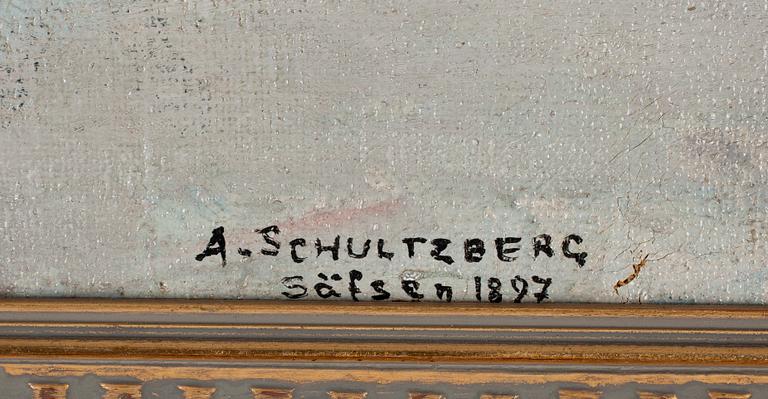 A. SCHULTZBERG
Säfsen 1897